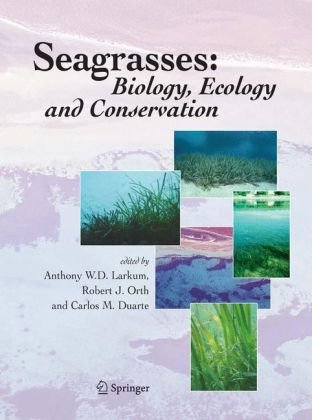 Seagrasses:
Biology, Ecology
and Conservation
edited by
Anthony W.D. Larkum,
Robert J. Orth
and Carlos M. Duarte
Springer